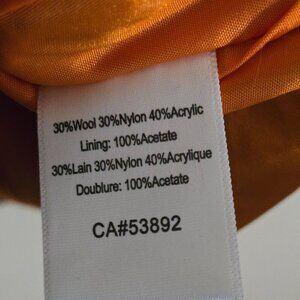 30%Wool 30%Nylon 40%Acrylic
Lining: 100%Acetate
30%Lain 30%Nylon 40%Acrylique
Doublure: 100%Acetate
CA#53892